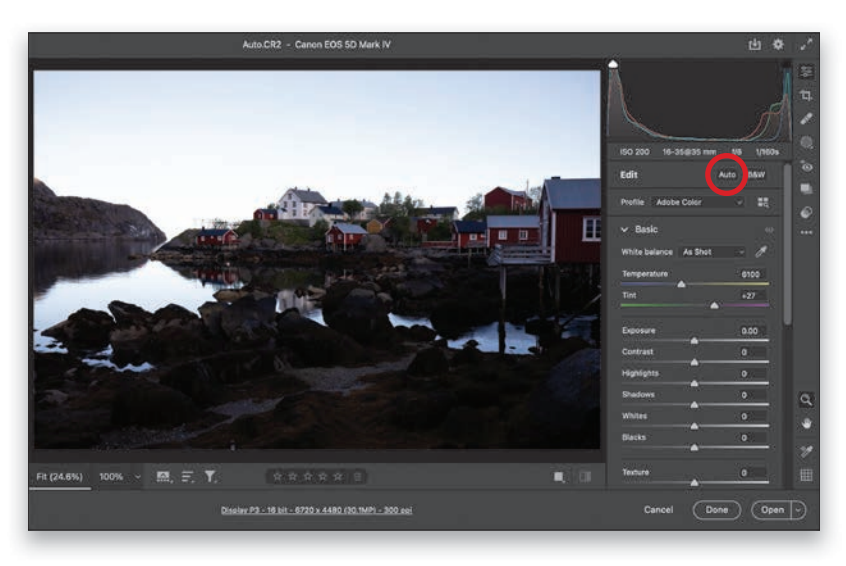 Auto.CR2 - Canon EOS 5D Mark IV
ISO 200 16-35@35 mm f/8 1/160s
Edit Auto B&W
Profile Adobe Color
Basic
White balance As Shot
Temperature 6100
Tint +27
Exposure 0.00
Contrast 0
Highlights 0
Shadows 0
Whites 0
Blacks 0
Texture 0
Fit (24.6%) 100%
Display P3 - 16 bit - 6720 x 4480 (30.1MP) - 300 ppi
Cancel Done Open